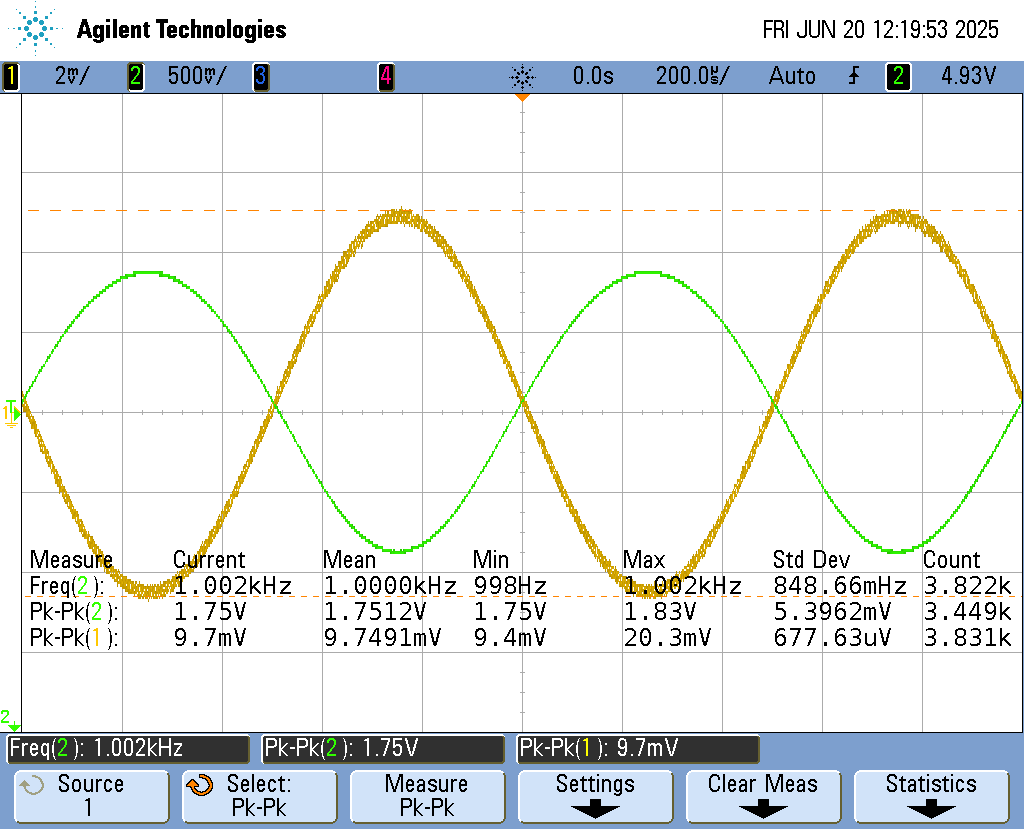 Agilent Technologies FRI JUN 20 12:19:53 2025
1 2mV/ 2 500mV/ 3 4 0.0s 200.0µs/ Auto 2 4.93V
T
1
Measure Current Mean Min Max Std Dev Count
Freq(2): 1.002kHz 1.0000kHz 998Hz 1.002kHz 848.66mHz 3.822k
Pk-Pk(2): 1.75V 1.7512V 1.75V 1.83V 5.3962mV 3.449k
Pk-Pk(1): 9.7mV 9.7491mV 9.4mV 20.3mV 677.63uV 3.831k
2
Freq(2): 1.002kHz Pk-Pk(2): 1.75V Pk-Pk(1): 9.7mV
Source Select: Measure Settings Clear Meas Statistics
1 Pk-Pk Pk-Pk